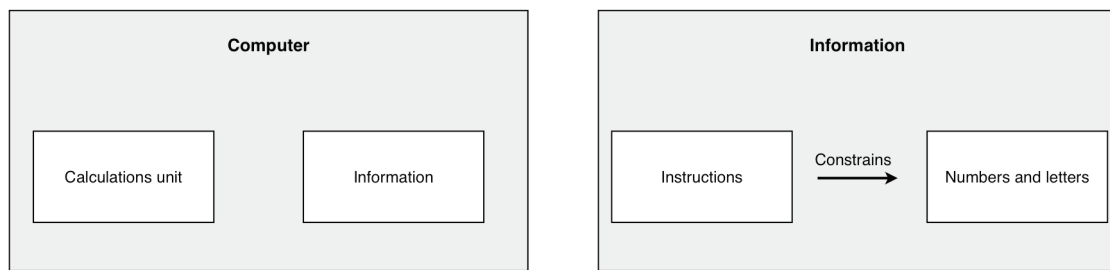 Computer
Calculations unit
Information
Information
Instructions
Constrains
Numbers and letters